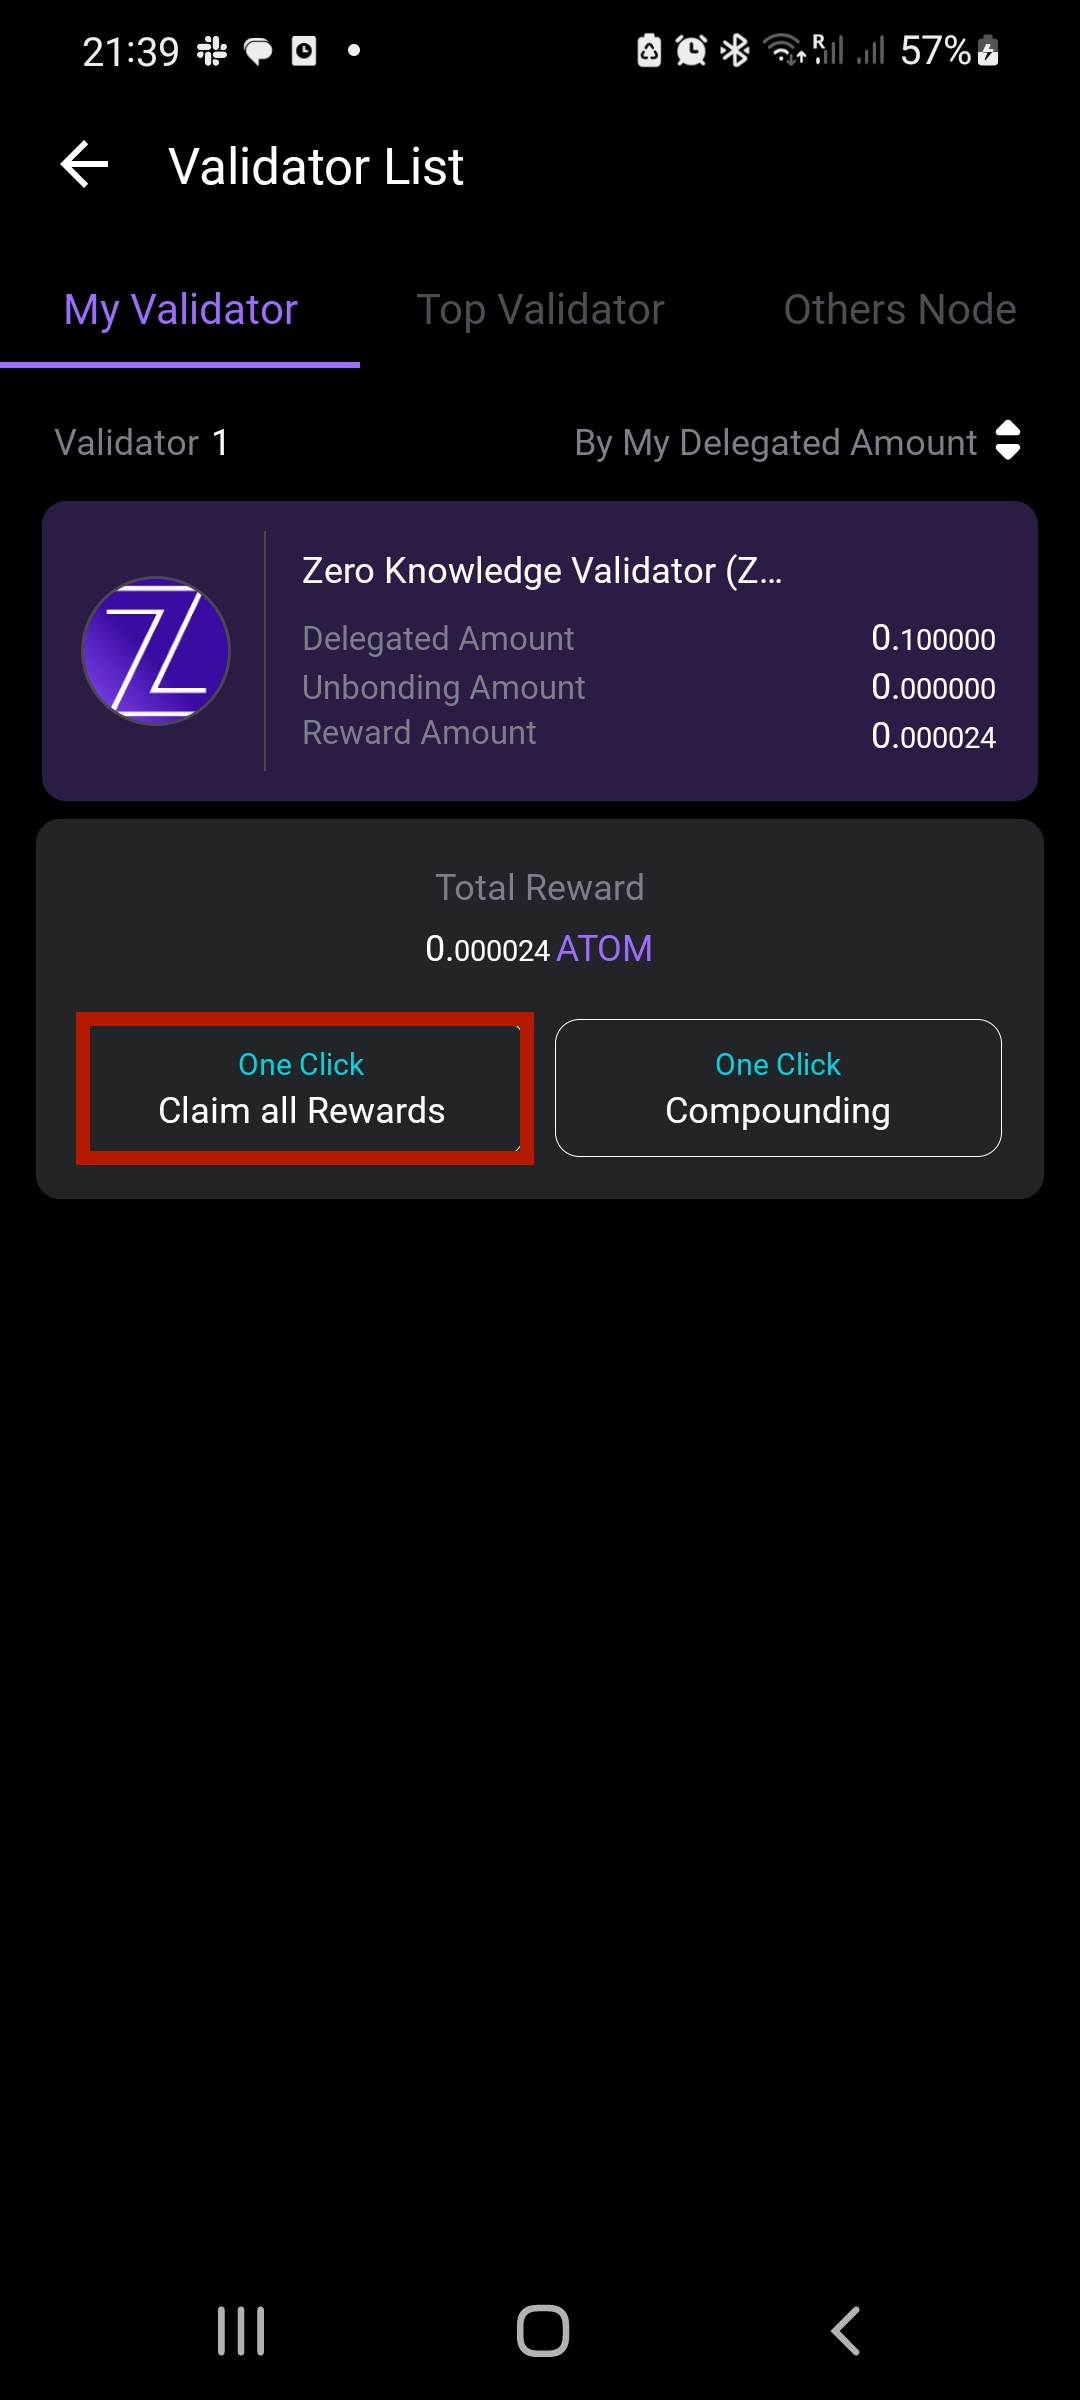 21:39
R
57%
Validator List
My Validator
Top Validator
Others Node
Validator 1
By My Delegated Amount
Zero Knowledge Validator (Z...
Delegated Amount 0.100000
Unbonding Amount 0.000000
Reward Amount 0.000024
Total Reward
0.000024 ATOM
One Click
Claim all Rewards
One Click
Compounding